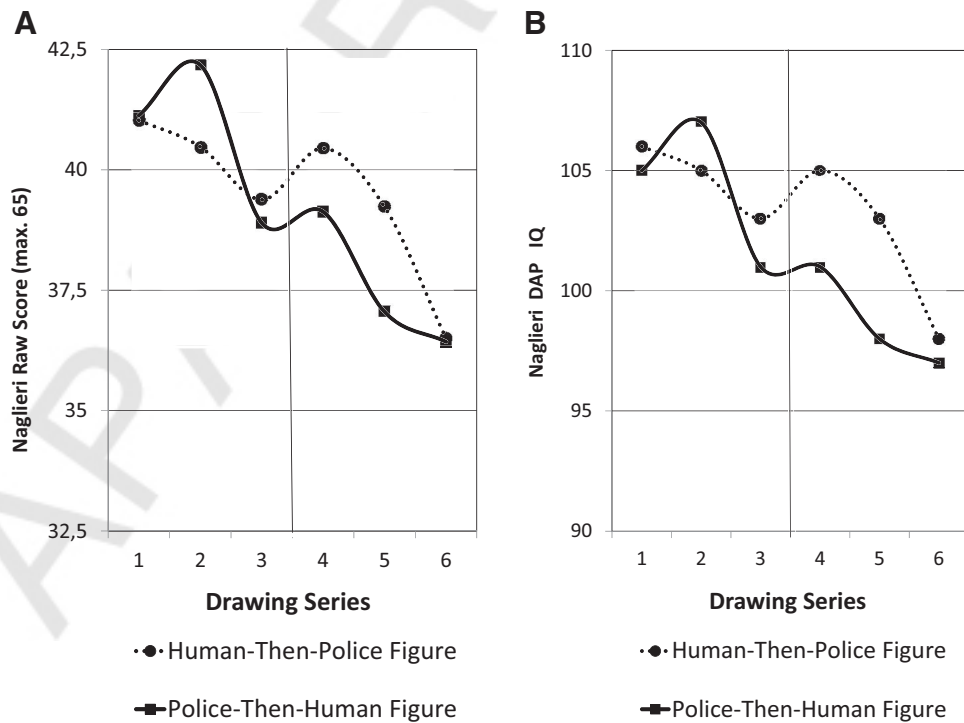 A
Naglieri Raw Score (max. 65)
42,5
40
37,5
35
32,5
1 2 3 4 5 6
Drawing Series
Human-Then-Police Figure
Police-Then-Human Figure
B
Naglieri DAP IQ
110
105
100
95
90
1 2 3 4 5 6
Drawing Series
Human-Then-Police Figure
Police-Then-Human Figure